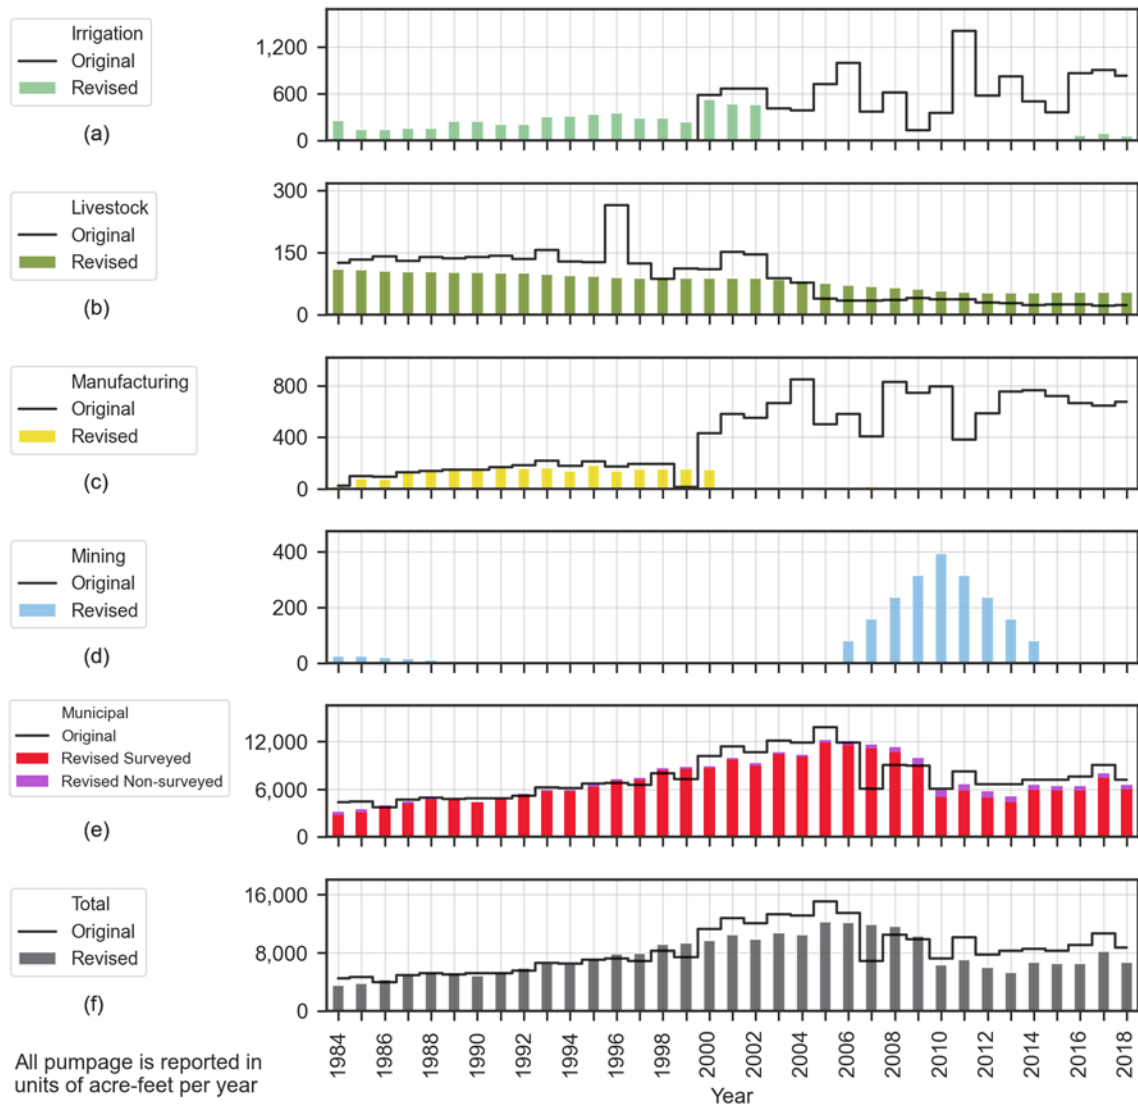 Irrigation
Original
Revised
(a)
1,200
600
0
Livestock
Original
Revised
(b)
300
150
0
Manufacturing
Original
Revised
(c)
800
400
0
Mining
Original
Revised
(d)
400
200
0
Municipal
Original
Revised Surveyed
Revised Non-surveyed
(e)
12,000
6,000
0
Total
Original
Revised
(f)
16,000
8,000
0
1984 1986 1988 1990 1992 1994 1996 1998 2000 2002 2004 2006 2008 2010 2012 2014 2016 2018
Year
All pumpage is reported in
units of acre-feet per year